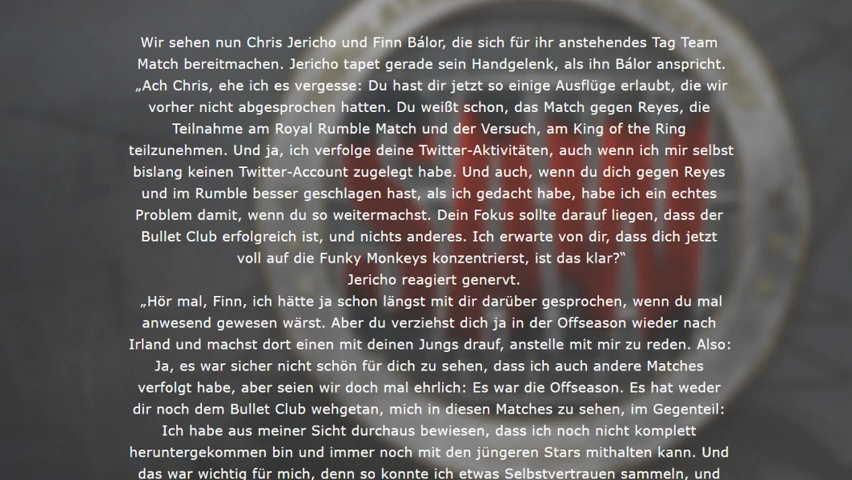 Wir sehen nun Chris Jericho und Finn Bálor, die sich für ihr anstehendes Tag Team
Match bereitmachen. Jericho tapet gerade sein Handgelenk, als ihn Bálor anspricht.
„Ach Chris, ehe ich es vergesse: Du hast dir jetzt so einige Ausflüge erlaubt, die wir
vorher nicht abgesprochen hatten. Du weißt schon, das Match gegen Reyes, die
Teilnahme am Royal Rumble Match und der Versuch, am King of the Ring
teilzunehmen. Und ja, ich verfolge deine Twitter-Aktivitäten, auch wenn ich mir selbst
bislang keinen Twitter-Account zugelegt habe. Und auch, wenn du dich gegen Reyes
und im Rumble besser geschlagen hast, als ich gedacht habe, habe ich ein echtes
Problem damit, wenn du so weitermachst. Dein Fokus sollte darauf liegen, dass der
Bullet Club erfolgreich ist, und nichts anderes. Ich erwarte von dir, dass dich jetzt
voll auf die Funky Monkeys konzentrierst, ist das klar?“
Jericho reagiert genervt.
„Hör mal, Finn, ich hätte ja schon längst mit dir darüber gesprochen, wenn du mal
anwesend gewesen wärst. Aber du verziehst dich ja in der Offseason wieder nach
Irland und machst dort einen mit deinen Jungs drauf, anstelle mit mir zu reden. Also:
Ja, es war sicher nicht schön für dich zu sehen, dass ich auch andere Matches
verfolgt habe, aber seien wir doch mal ehrlich: Es war die Offseason. Es hat weder
dir noch dem Bullet Club wehgetan, mich in diesen Matches zu sehen, im Gegenteil:
Ich habe aus meiner Sicht durchaus bewiesen, dass ich noch nicht komplett
heruntergekommen bin und immer noch mit den jüngeren Stars mithalten kann. Und
das war wichtig für mich, denn so konnte ich etwas Selbstvertrauen sammeln, und